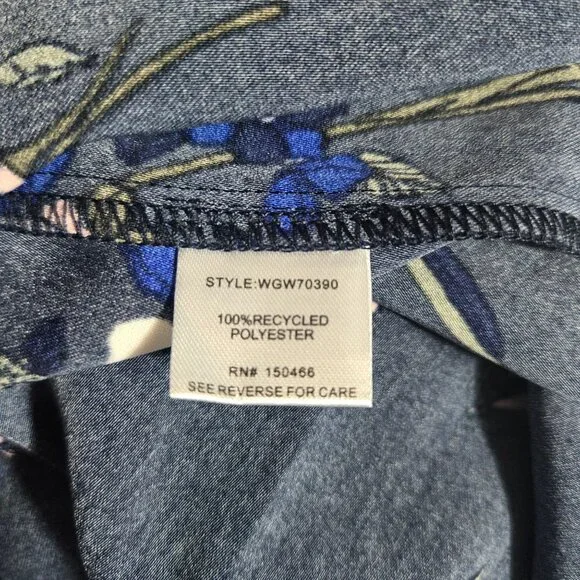 STYLE:WGW70390
100%RECYCLED
POLYESTER
RN# 150466
SEE REVERSE FOR CARE